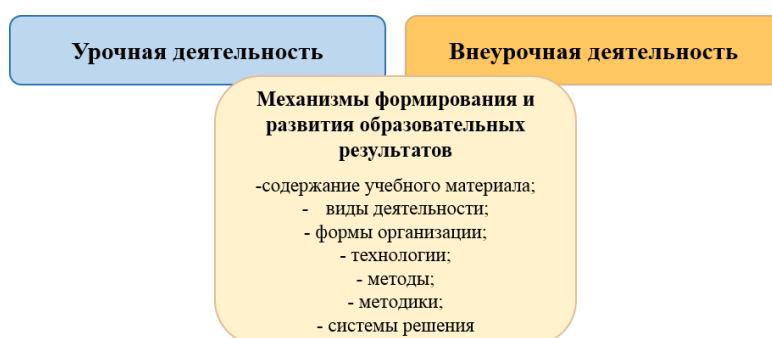 Урочная деятельность
Внеурочная деятельность
Механизмы формирования и
развития образовательных
результатов
-содержание учебного материала;
- виды деятельности;
- формы организации;
- технологии;
- методы;
- методики;
- системы решения